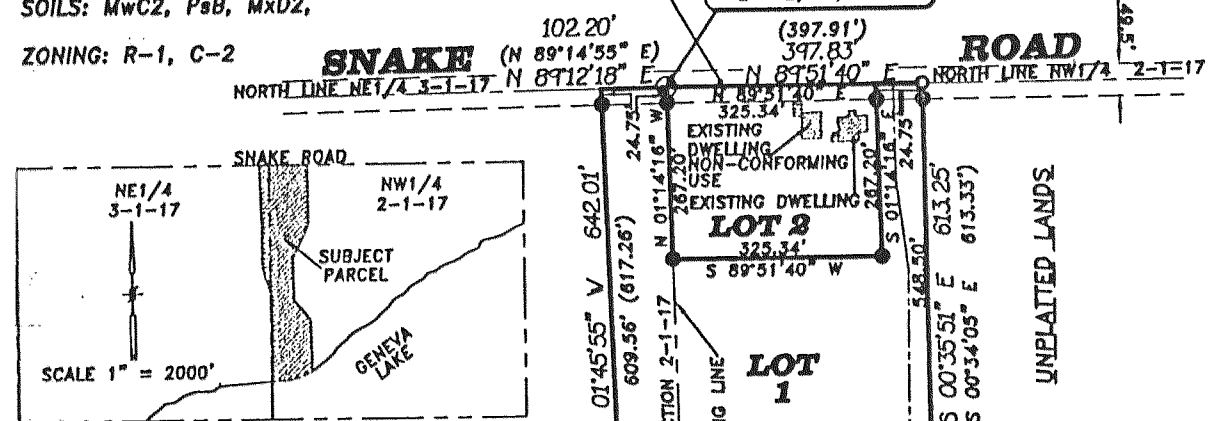 SOILS: MwC2, PsB, MxD2,
ZONING: R-1, C-2
102.20'
(N 89°14'55" E)
N 89°12'18" E
SNAKE ROAD
(397.91')
397.83'
N 89°51'40" E
NORTH LINE NE1/4 3-1-17
NORTH LINE NW1/4 2-1-17
49.5'
N 89°51'40" E
325.34'
EXISTING
DWELLING
NON-CONFORMING
USE
EXISTING DWELLING
LOT 2
325.34'
S 89°51'40" W
24.75'
N 01°14'16" W
267.20'
267.20'
S 01°14'16" E
24.75'
642.01'
01°45'55" W
609.56' (617.26')
613.25'
S 00°35'51" E
613.33')
S 00°34'05" E
548.50'
UNPLATTED LANDS
LOT
1
SNAKE ROAD
NE1/4
3-1-17
NW1/4
2-1-17
SUBJECT
PARCEL
GENEVA
LAKE
SCALE 1" = 2000'